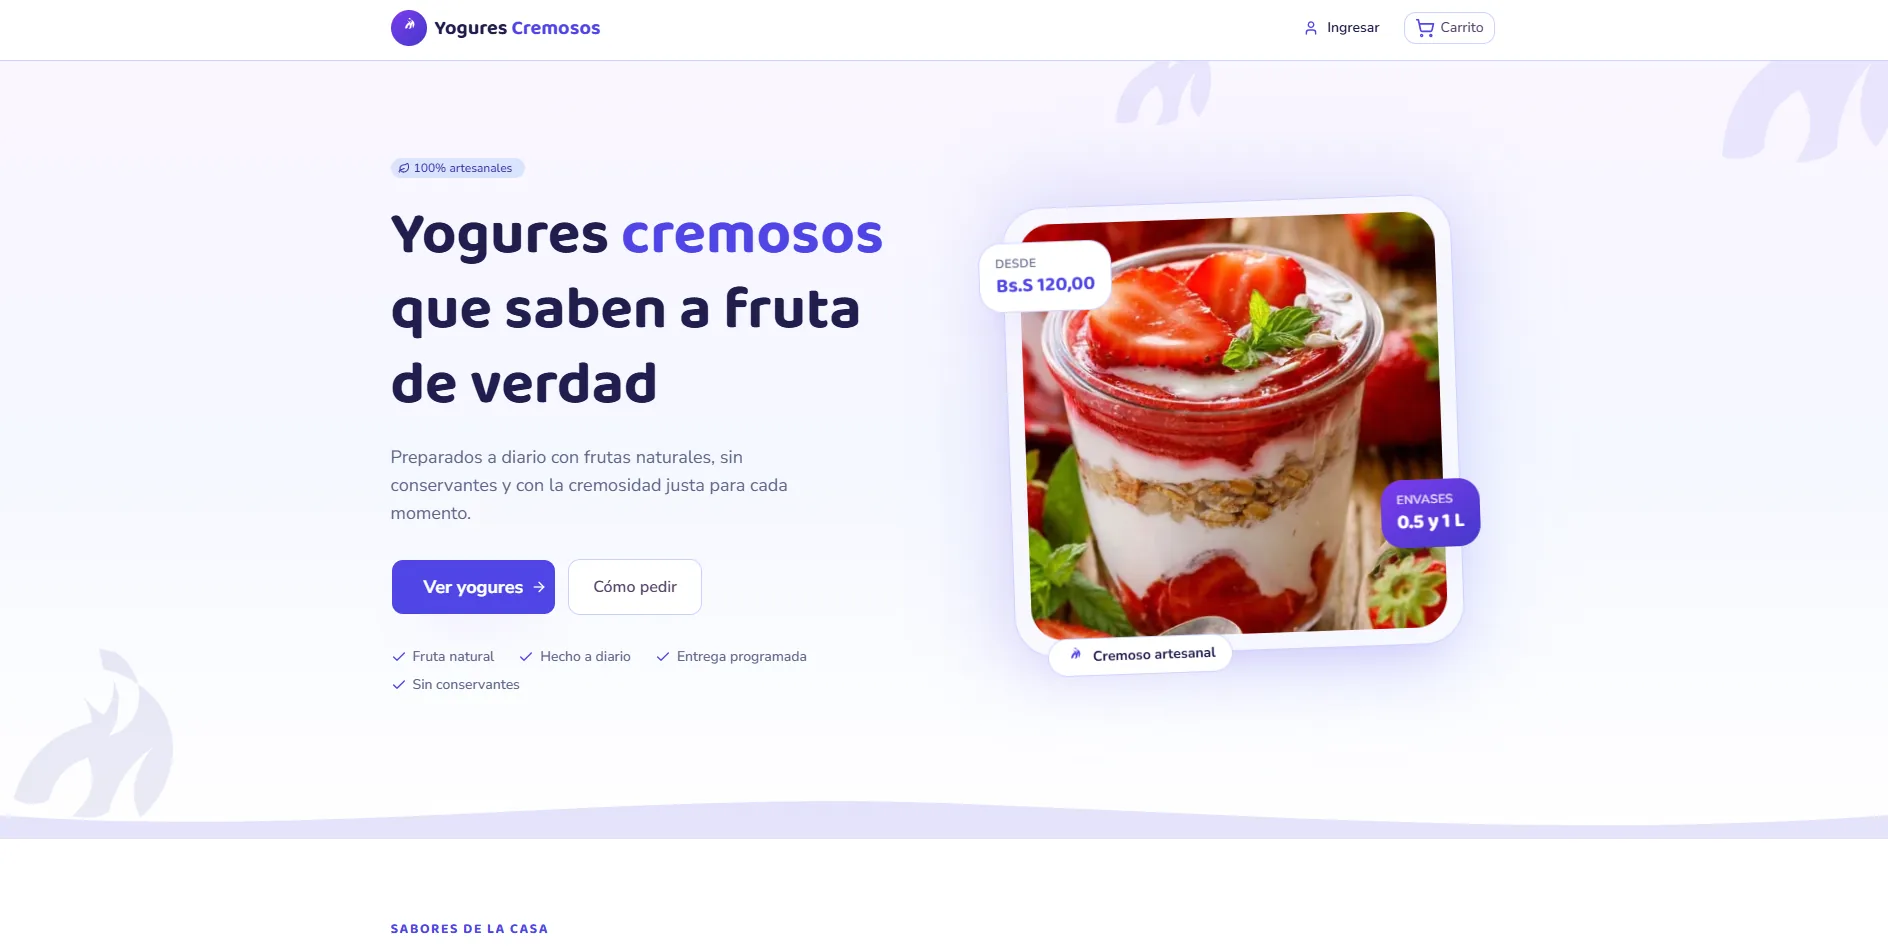 Yogures Cremosos
Ingresar
Carrito
100% artesanales
Yogures cremosos
que saben a fruta
de verdad
Preparados a diario con frutas naturales, sin
conservantes y con la cremosidad justa para cada
momento.
Ver yogures
Cómo pedir
Fruta natural
Hecho a diario
Entrega programada
Sin conservantes
DESDE
Bs.S 120,00
ENVASES
0.5 y 1 L
Cremoso artesanal
SABORES DE LA CASA